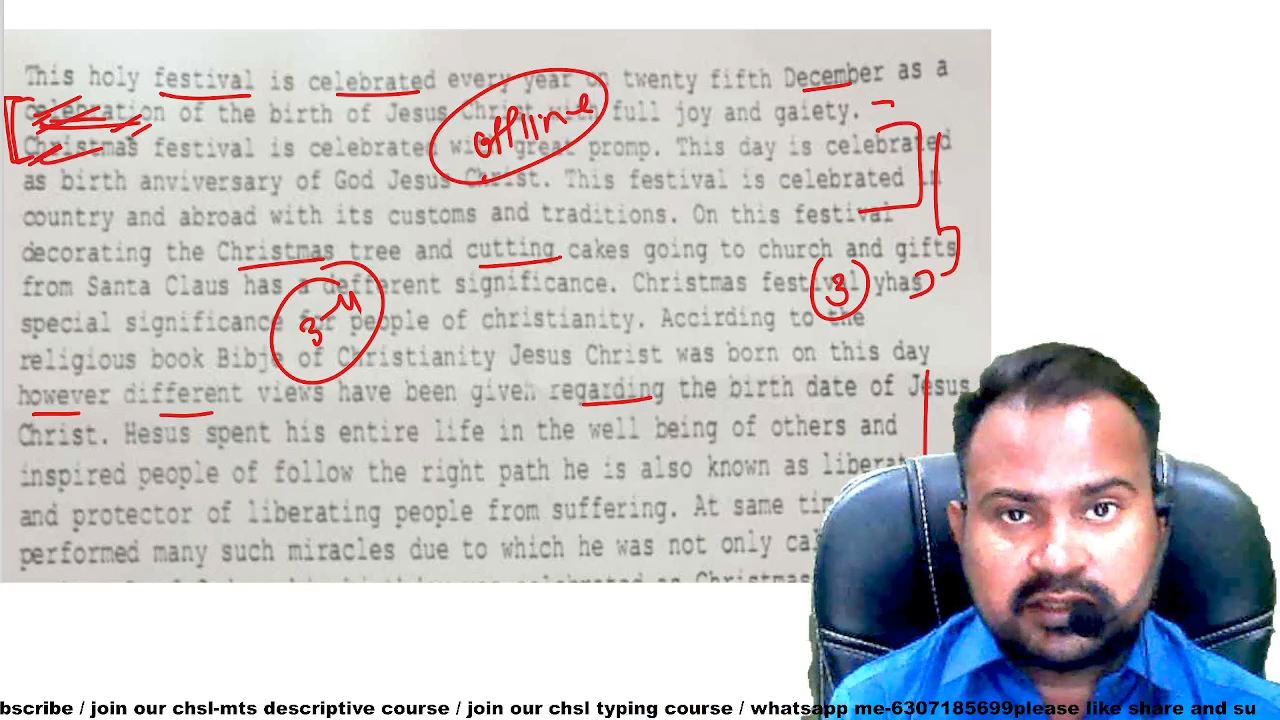 This holy festival is celebrated every year on twenty fifth December as a
celebration of the birth of Jesus Christ with full joy and gaiety.
Christmas festival is celebrated with great promp. This day is celebrated
as birth anviversary of God Jesus Christ. This festival is celebrated in
country and abroad with its customs and traditions. On this festival
decorating the Christmas tree and cutting cakes going to church and gifts
from Santa Claus has a defferent significance. Christmas festival yhas
special significance for people of christianity. Accirding to the
religious book Bibje of Christianity Jesus Christ was born on this day
however different views have been given regarding the birth date of Jesus
Christ. Hesus spent his entire life in the well being of others and
inspired people of follow the right path he is also known as
and protector of liberating people from suffering. At same
performed many such miracles due to which he was not only
offline
3
3
bscribe / join our chsl-mts descriptive course / join our chsl typing course / whatsapp me-6307185699please like share and su